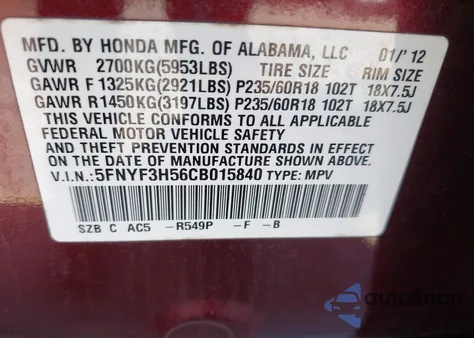 MFD. BY HONDA MFG. OF ALABAMA, LLC 01/'12
GVWR 2700KG(5953LBS) TIRE SIZE RIM SIZE
GAWR F 1325KG(2921LBS) P235/60R18 102T 18X7.5J
GAWR R 1450KG(3197LBS) P235/60R18 102T 18X7.5J
THIS VEHICLE CONFORMS TO ALL APPLICABLE
FEDERAL MOTOR VEHICLE SAFETY
AND THEFT PREVENTION STANDARDS IN EFFECT
ON THE DATE OF MANUFACTURE SHOWN ABOVE.
V.I.N.:5FNYF3H56CB015840 TYPE: MPV
SZB C AC5 -R549P -F -B
autosnap